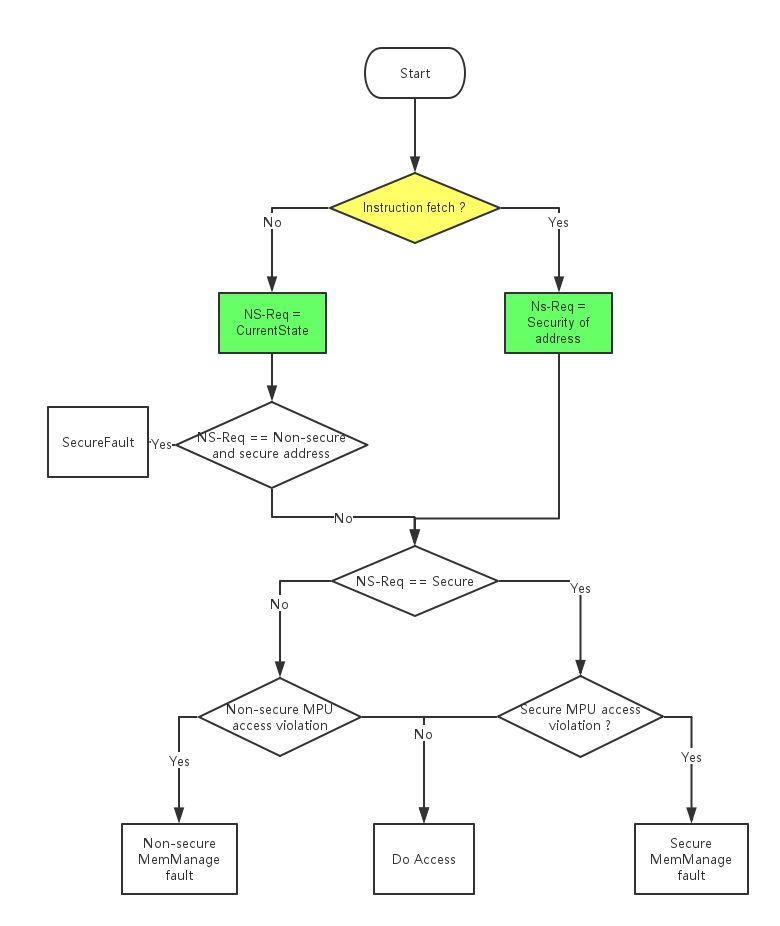 Start
Instruction fetch ?
No
Yes
NS-Req =
CurrentState
Ns-Req =
Security of
address
SecureFault
Yes
NS-Req == Non-secure
and secure address
No
NS-Req == Secure
No
Yes
Non-secure MPU
access violation
Secure MPU access
violation ?
No
Yes
Yes
Non-secure
MemManage
fault
Do Access
Secure
MemManage
fault